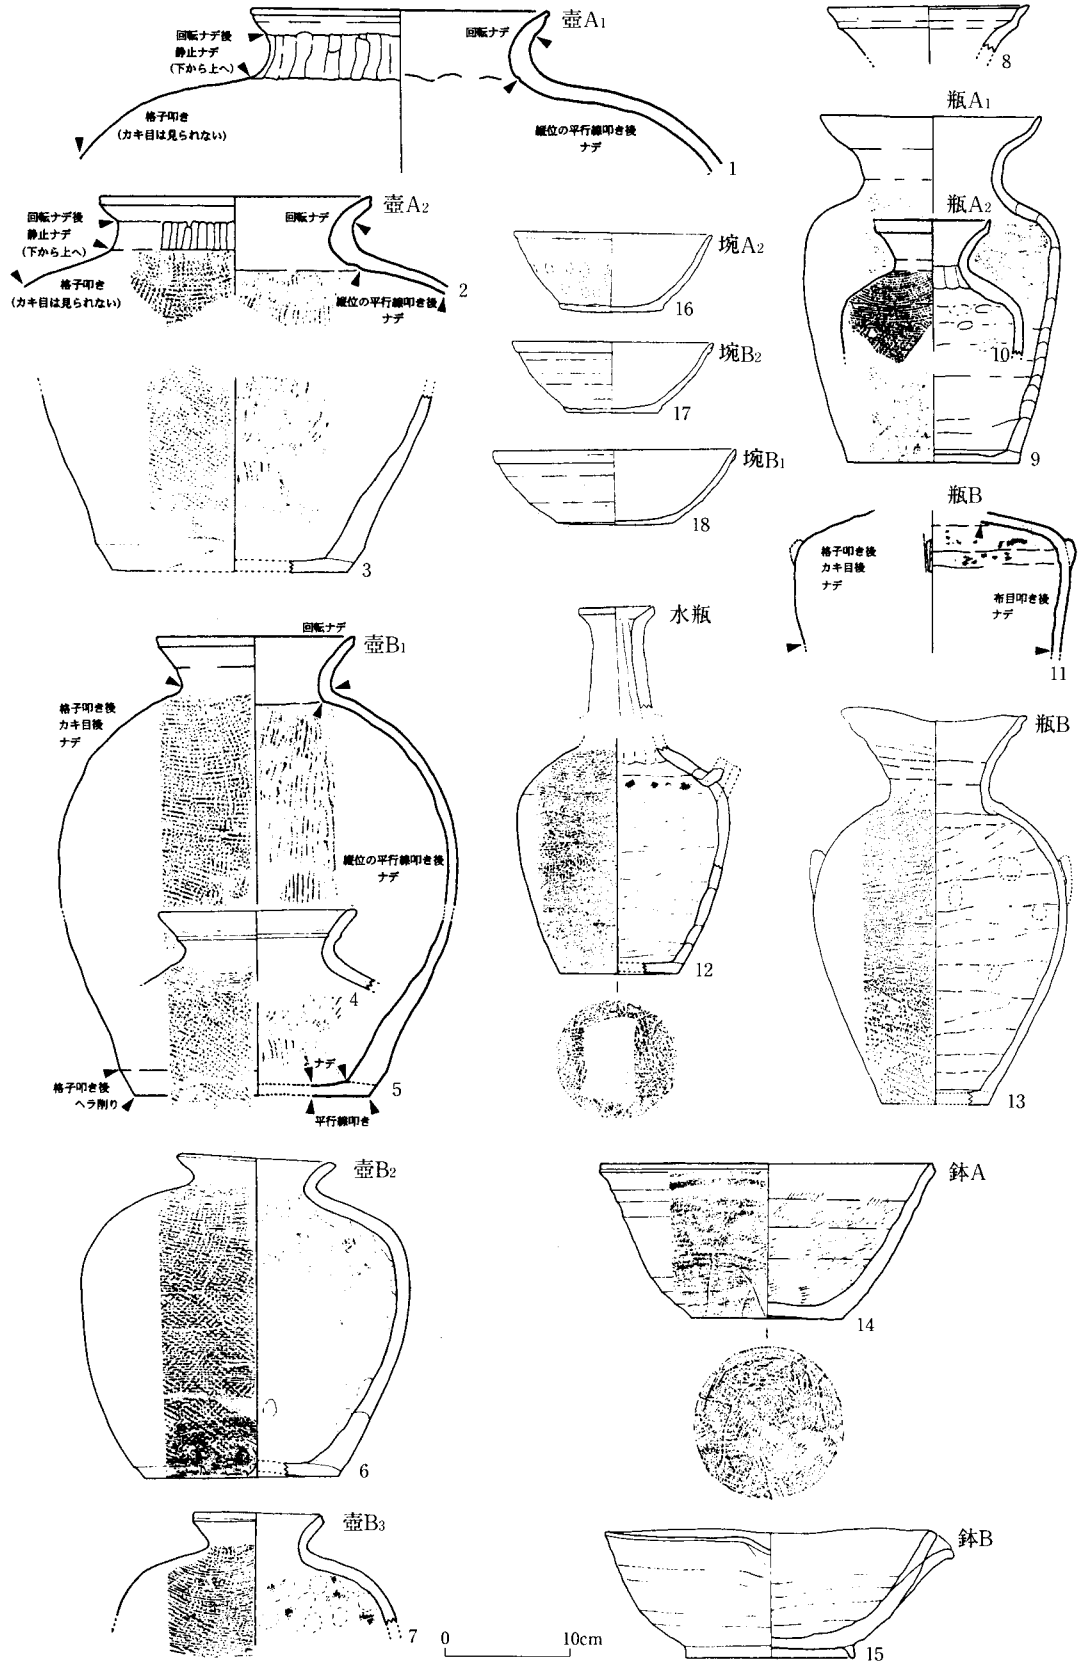 壺A1
回転ナデ後
静止ナデ
(下から上へ)
回転ナデ
格子叩き
(カキ目は見られない)
縦位の平行線叩き後
ナデ
1
壺A2
回転ナデ後
静止ナデ
(下から上へ)
回転ナデ
格子叩き
(カキ目は見られない)
縦位の平行線叩き後
ナデ
2
3
回転ナデ
壺B1
格子叩き後
カキ目後
ナデ
縦位の平行線叩き後
ナデ
4
ナデ
格子叩き後
ヘラ削り
平行線叩き
5
壺B2
6
壺B3
7
8
瓶A1
瓶A2
10
9
埦A2
16
埦B2
17
埦B1
18
瓶B
格子叩き後
カキ目後
ナデ
布目叩き後
ナデ
11
水瓶
12
瓶B
13
鉢A
14
鉢B
15
0 10cm